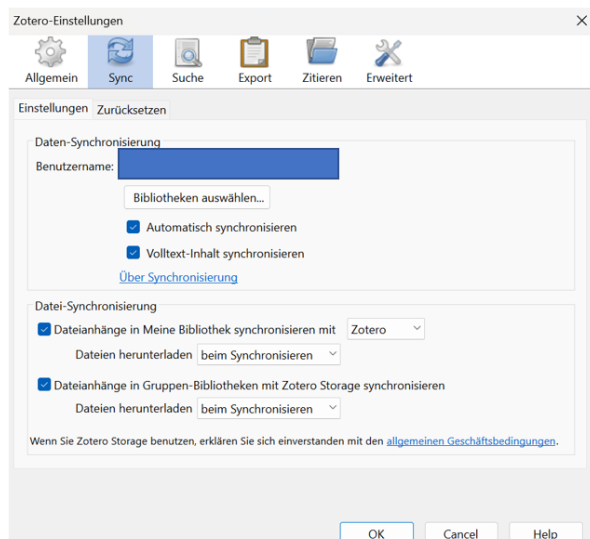 Zotero-Einstellungen
Allgemein Sync Suche Export Zitieren Erweitert
Einstellungen Zurücksetzen
Daten-Synchronisierung
Benutzername:
Bibliotheken auswählen...
Automatisch synchronisieren
Volltext-Inhalt synchronisieren
Über Synchronisierung
Datei-Synchronisierung
Dateianhänge in Meine Bibliothek synchronisieren mit Zotero
Dateien herunterladen beim Synchronisieren
Dateianhänge in Gruppen-Bibliotheken mit Zotero Storage synchronisieren
Dateien herunterladen beim Synchronisieren
Wenn Sie Zotero Storage benutzen, erklären Sie sich einverstanden mit den allgemeinen Geschäftsbedingungen.
OK Cancel Help